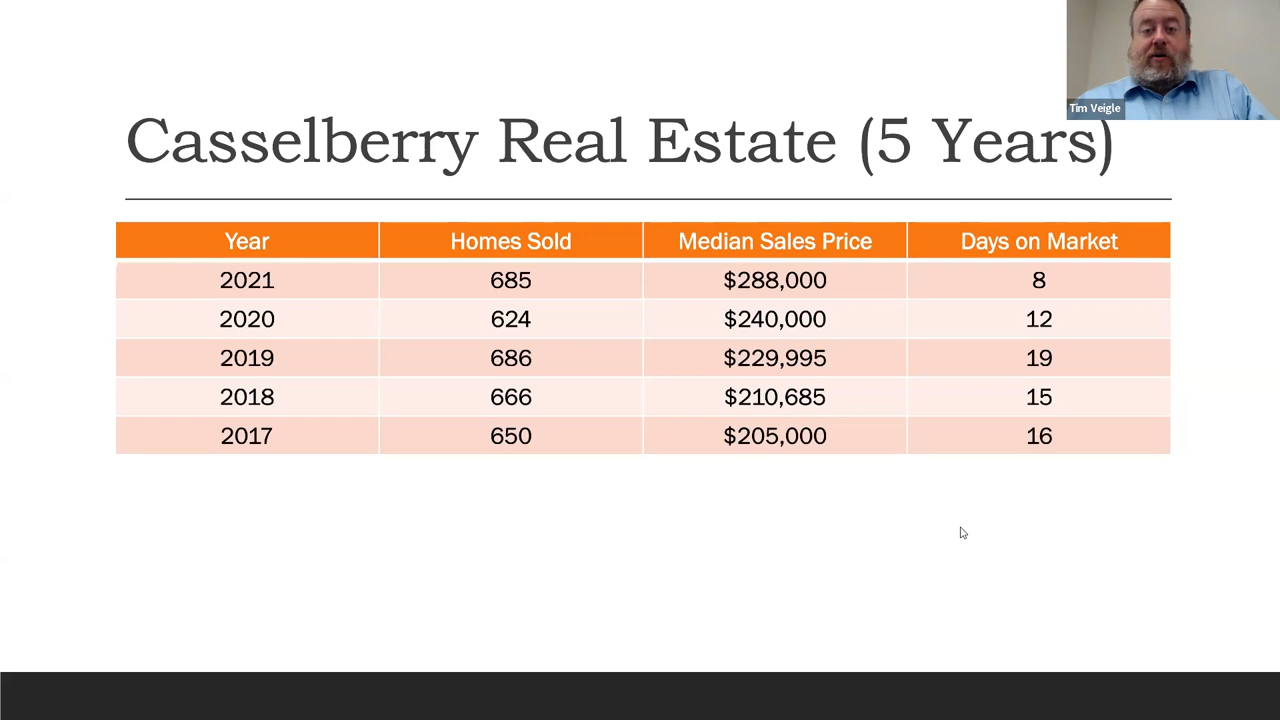 Tim Veigle
Casselberry Real Estate (5 Years)
Year Homes Sold Median Sales Price Days on Market
2021 685 $288,000 8
2020 624 $240,000 12
2019 686 $229,995 19
2018 666 $210,685 15
2017 650 $205,000 16